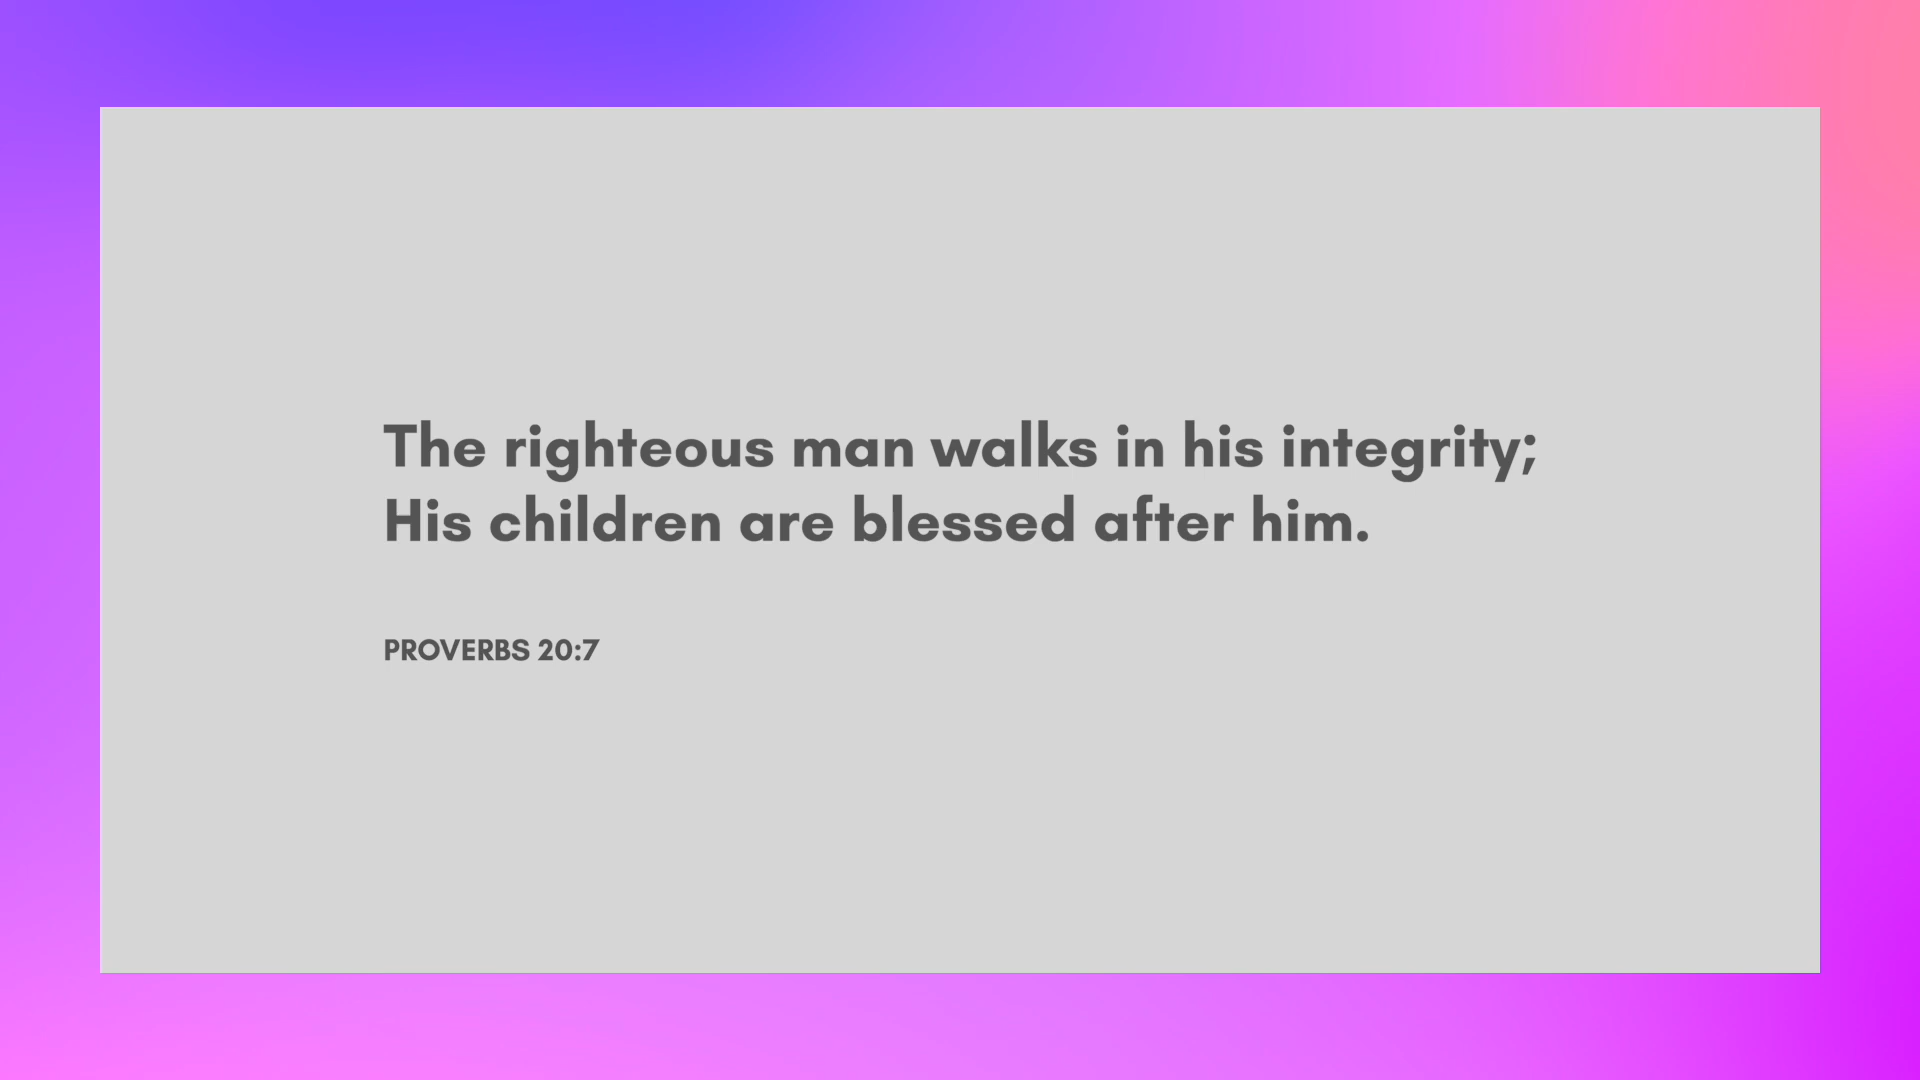 The righteous man walks in his integrity;
His children are blessed after him.
PROVERBS 20:7